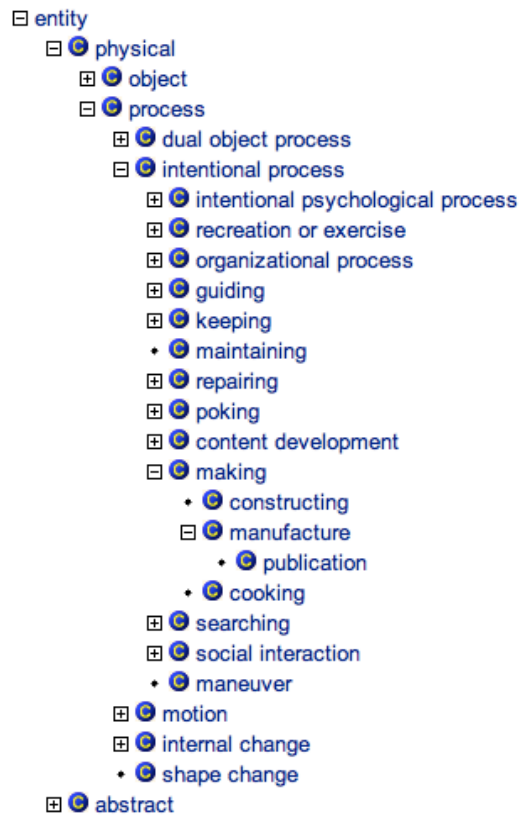 entity
C physical
C object
C process
C dual object process
C intentional process
C intentional psychological process
C recreation or exercise
C organizational process
C guiding
C keeping
C maintaining
C repairing
C poking
C content development
C making
C constructing
C manufacture
C publication
C cooking
C searching
C social interaction
C maneuver
C motion
C internal change
C shape change
C abstract